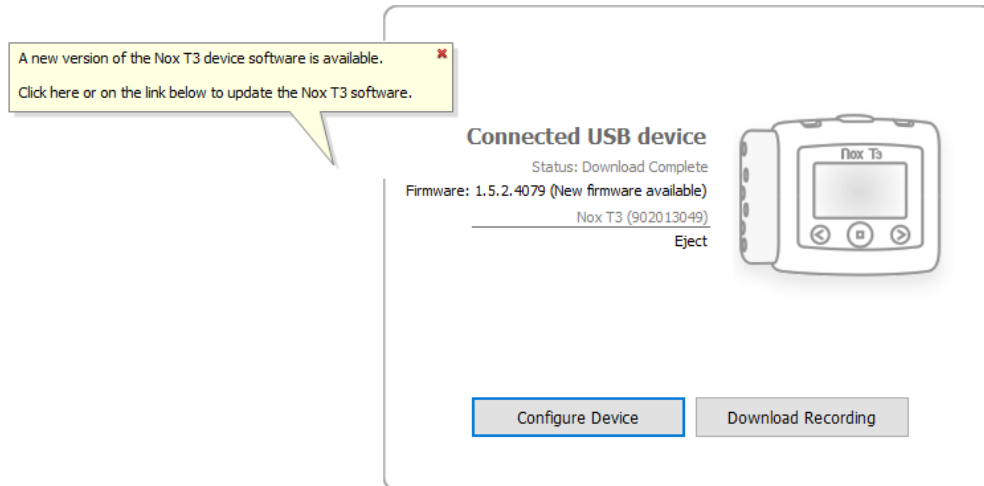 A new version of the Nox T3 device software is available.
Click here or on the link below to update the Nox T3 software.
Connected USB device
Status: Download Complete
Firmware: 1.5.2.4079 (New firmware available)
Nox T3 (902013049)
Eject
Nox T3
Configure Device
Download Recording